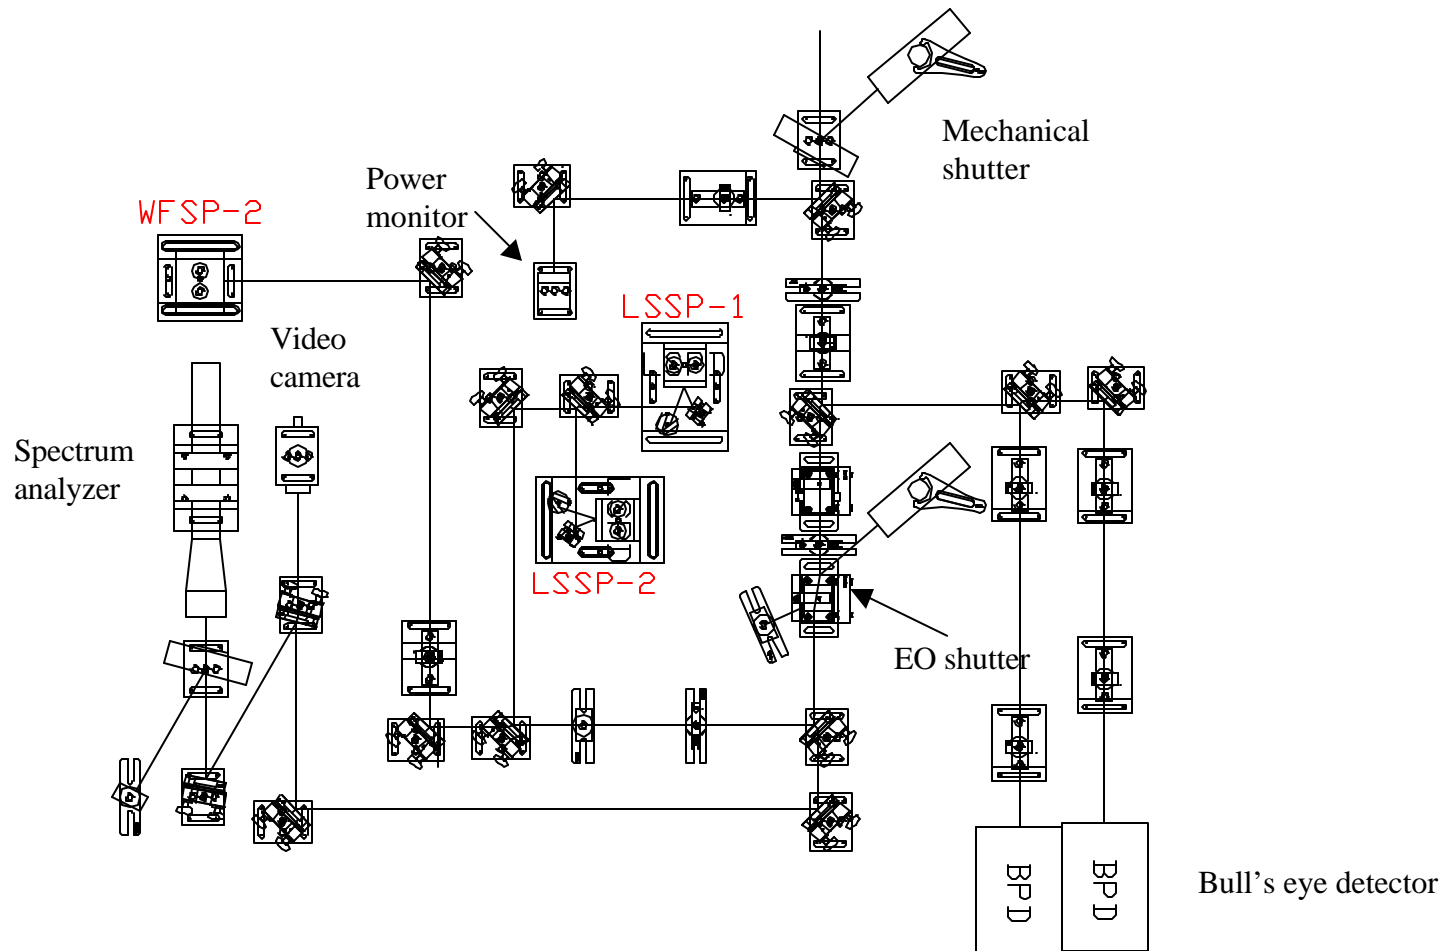 Mechanical
shutter
Power
monitor
WFSP-2
LSSP-1
Video
camera
Spectrum
analyzer
LSSP-2
EO shutter
BPD
BPD
Bull’s eye detector